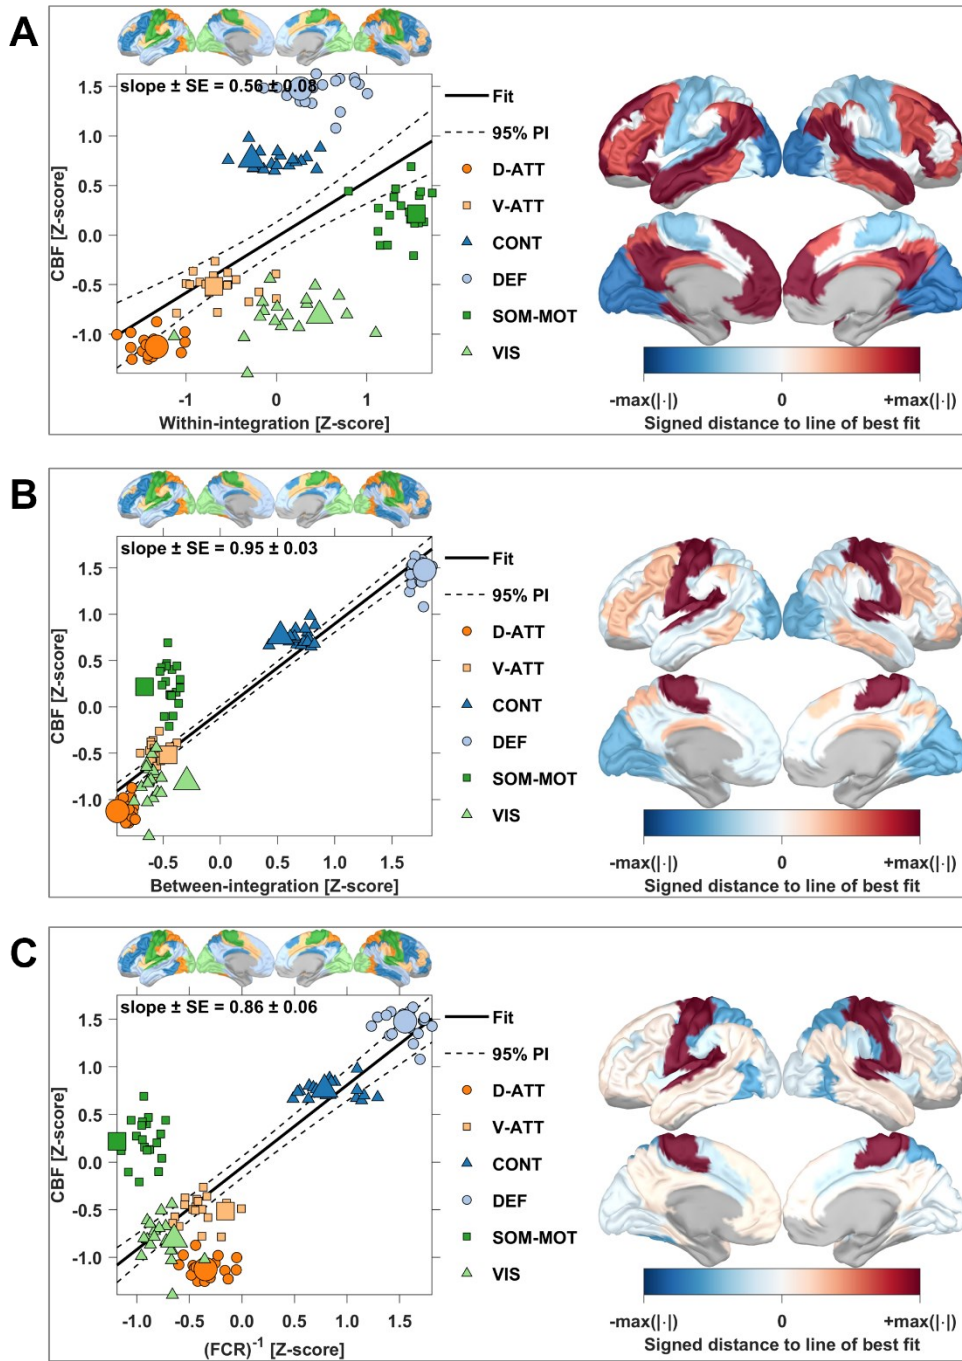 A
slope ± SE = 0.56 ± 0.08
1.5
1.0
0.5
0.0
-0.5
-1.0
CBF [Z-score]
-1 0 1
Within-integration [Z-score]
Fit
95% PI
D-ATT
V-ATT
CONT
DEF
SOM-MOT
VIS
-max(|·|) 0 +max(|·|)
Signed distance to line of best fit
B
slope ± SE = 0.95 ± 0.03
1.5
1.0
0.5
0.0
-0.5
-1.0
CBF [Z-score]
-0.5 0.0 0.5 1.0 1.5
Between-integration [Z-score]
Fit
95% PI
D-ATT
V-ATT
CONT
DEF
SOM-MOT
VIS
-max(|·|) 0 +max(|·|)
Signed distance to line of best fit
C
slope ± SE = 0.86 ± 0.06
1.5
1.0
0.5
0.0
-0.5
-1.0
CBF [Z-score]
-1.0 -0.5 0.0 0.5 1.0 1.5
(FCR)⁻¹ [Z-score]
Fit
95% PI
D-ATT
V-ATT
CONT
DEF
SOM-MOT
VIS
-max(|·|) 0 +max(|·|)
Signed distance to line of best fit